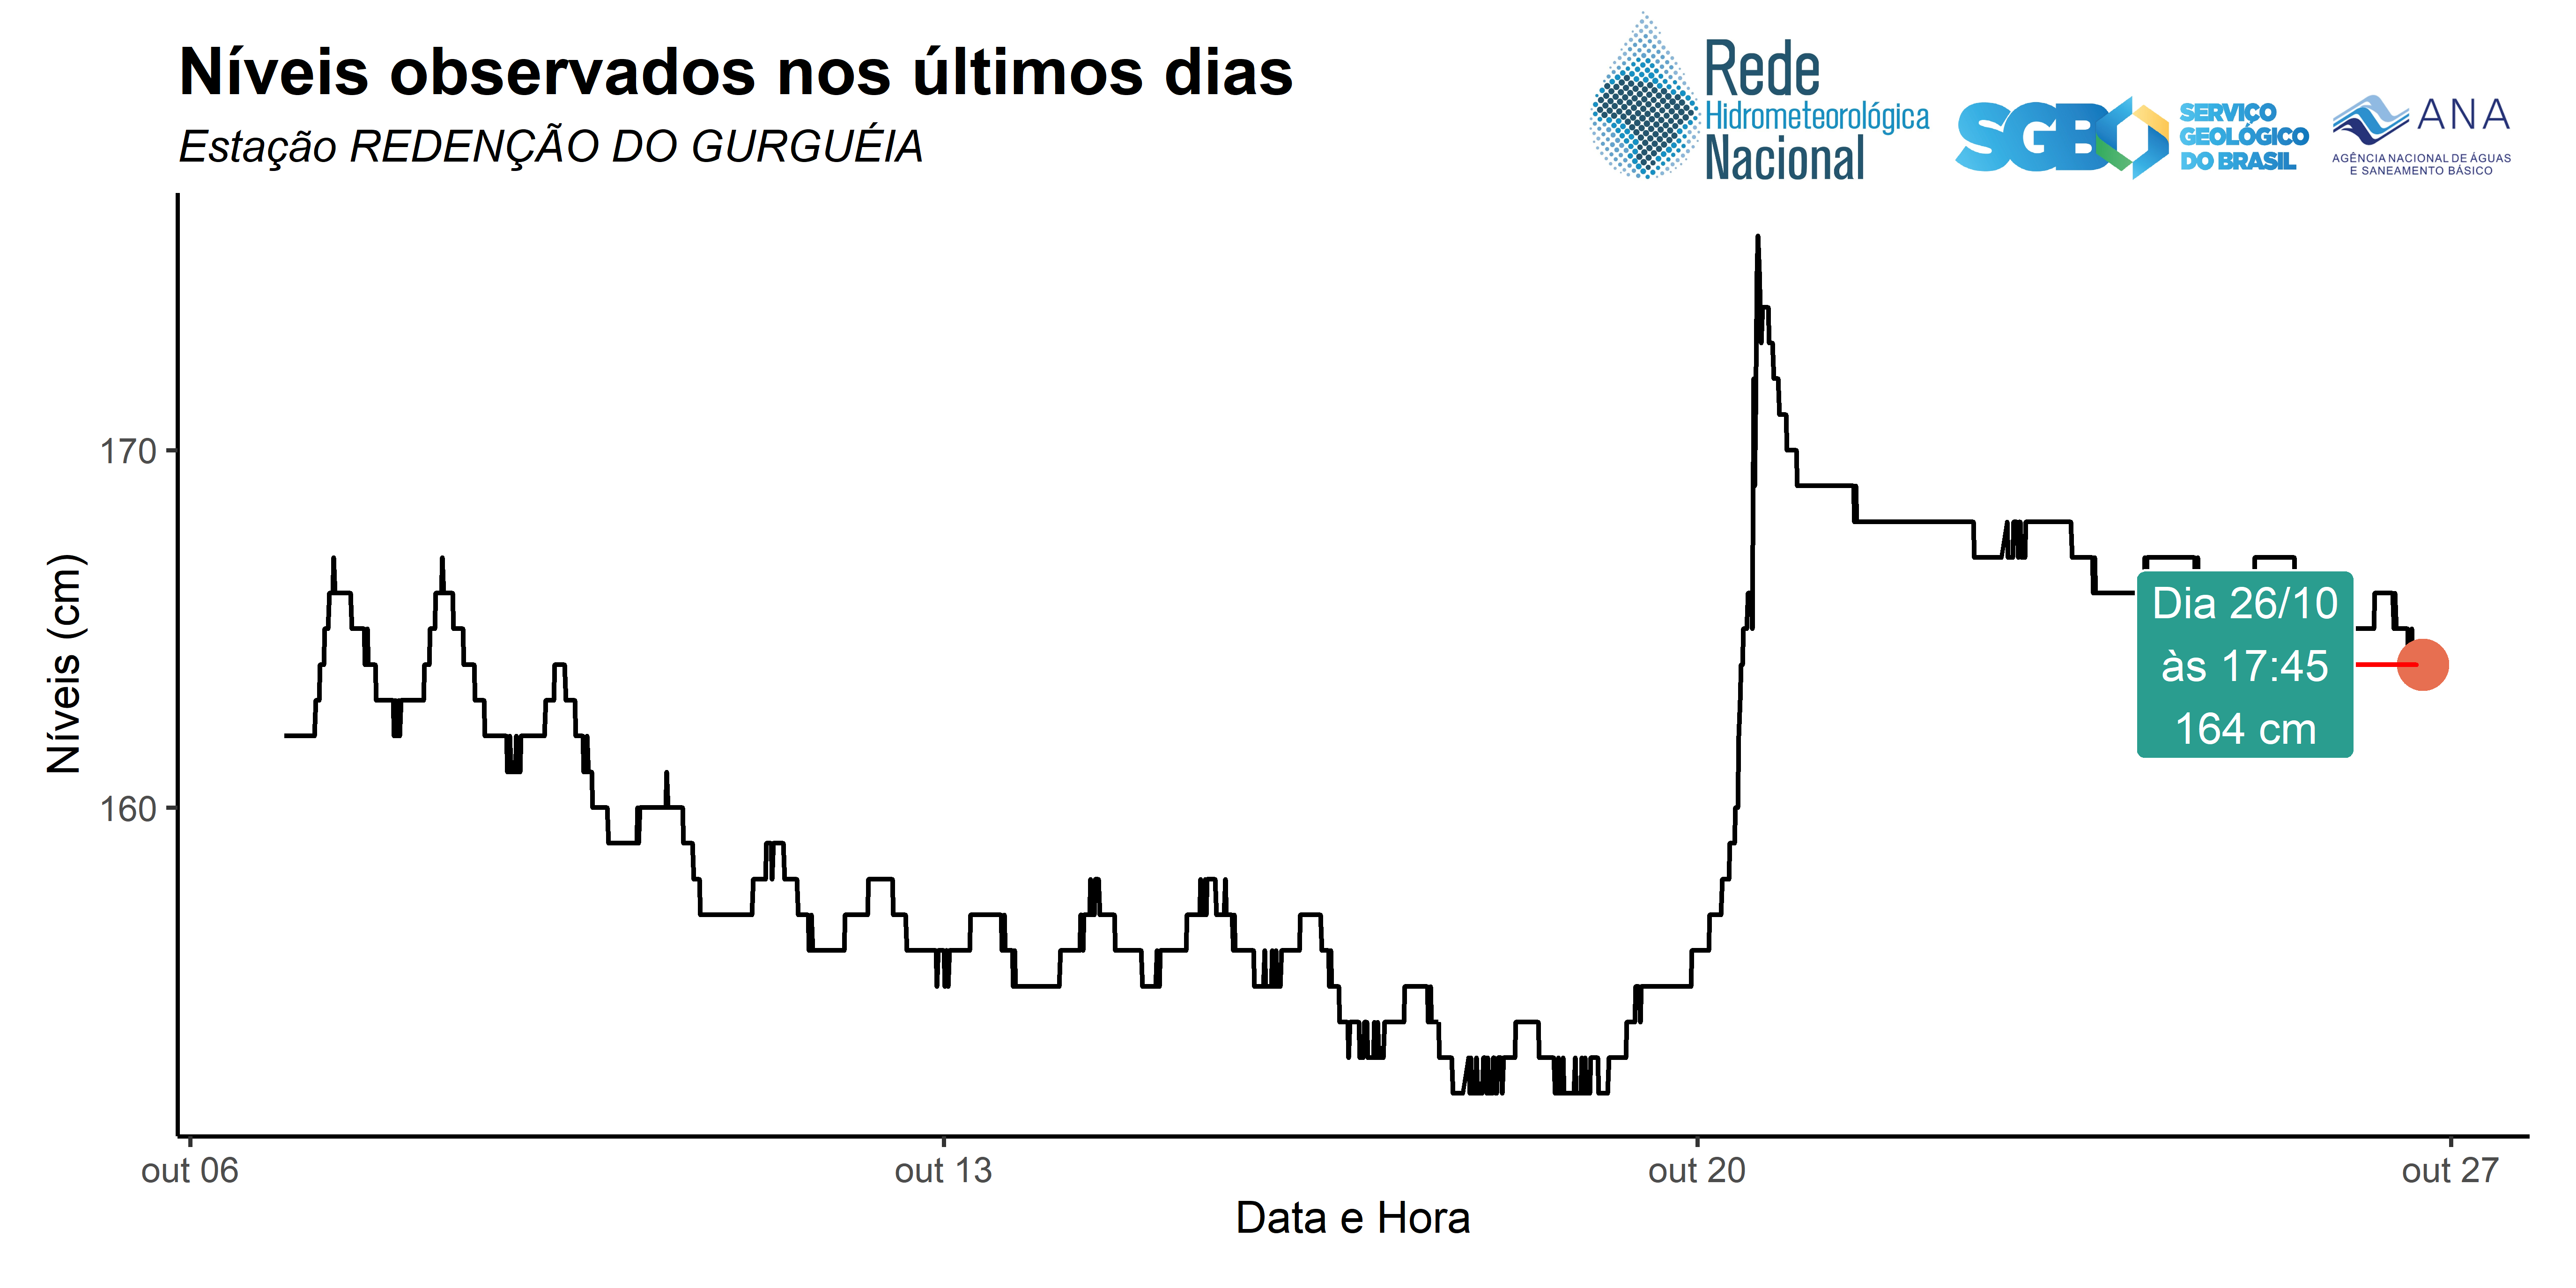 Níveis observados nos últimos dias
Estação REDENÇÃO DO GURGUÉIA
Rede
Hidrometeorológica
Nacional
SGB
SERVIÇO
GEOLÓGICO
DO BRASIL
ANA
AGÊNCIA NACIONAL DE ÁGUAS
E SANEAMENTO BÁSICO
Níveis (cm)
170
160
Dia 26/10
às 17:45
164 cm
out 06
out 13
out 20
out 27
Data e Hora